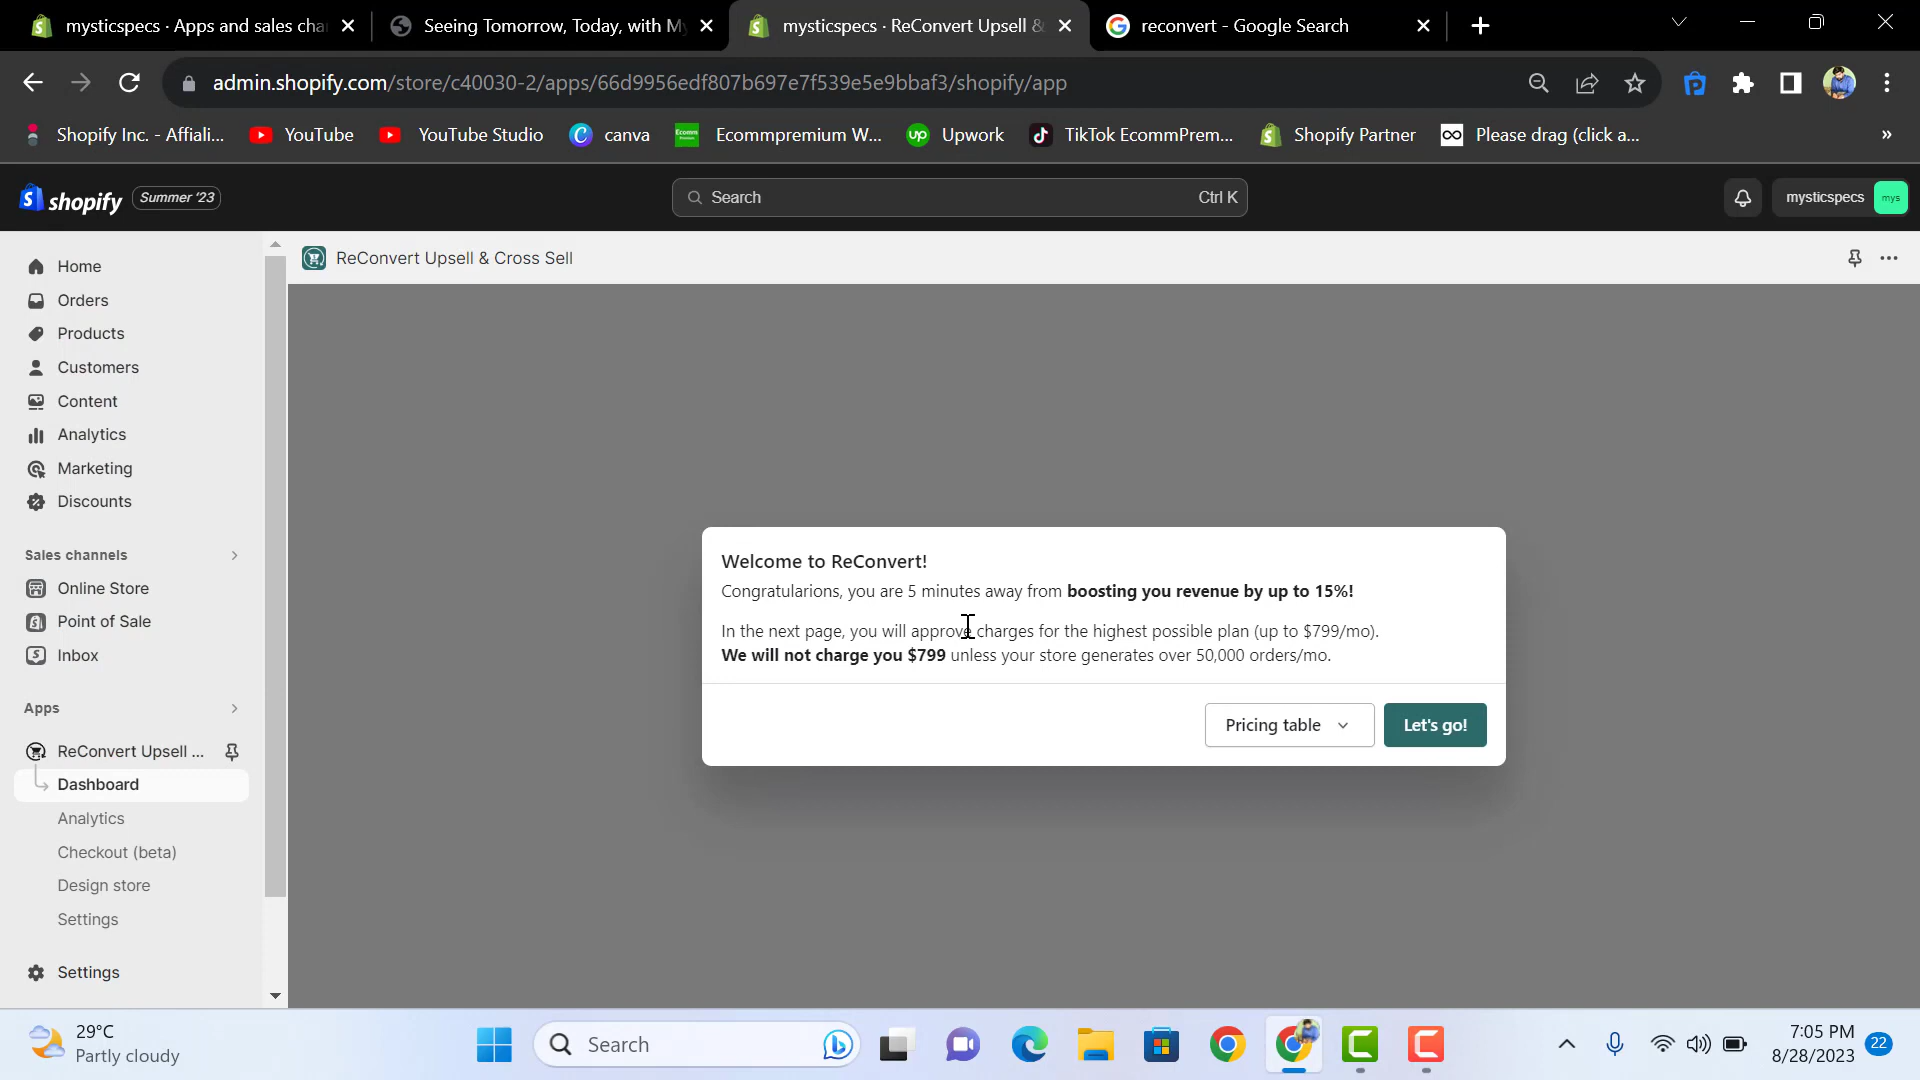 mysticspecs · Apps and sales cha
Seeing Tomorrow, Today, with My
mysticspecs · ReConvert Upsell &
reconvert - Google Search
admin.shopify.com/store/c40030-2/apps/66d9956edf807b697e7f539e5e9bbaf3/shopify/app
Shopify Inc. - Affiali...
YouTube
YouTube Studio
canva
Ecomm
Ecommpremium W...
up
Upwork
TikTok EcommPrem...
Shopify Partner
Please drag (click a...
»
shopify
Summer '23
Search
Ctrl K
mysticspecs
mys
Home
Orders
Products
Customers
Content
Analytics
Marketing
Discounts
Sales channels
Online Store
Point of Sale
Inbox
Apps
ReConvert Upsell ...
Dashboard
Analytics
Checkout (beta)
Design store
Settings
Settings
ReConvert Upsell & Cross Sell
Welcome to ReConvert!
Congratularions, you are 5 minutes away from boosting you revenue by up to 15%!
In the next page, you will approve charges for the highest possible plan (up to $799/mo).
We will not charge you $799 unless your store generates over 50,000 orders/mo.
Pricing table
Let's go!
29°C
Partly cloudy
Search
7:05 PM
8/28/2023
22